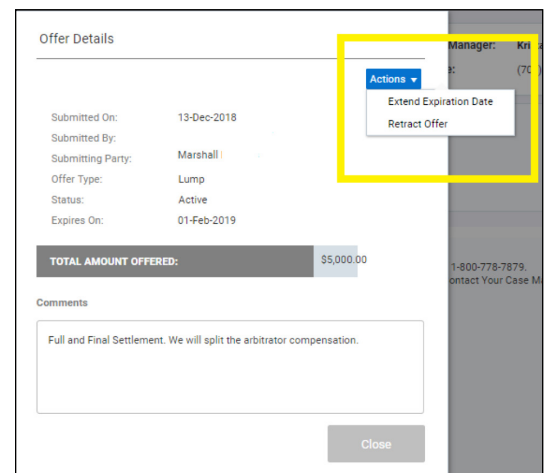 Offer Details
Manager:
Actions
(70
Extend Expiration Date
Retract Offer
Submitted On: 13-Dec-2018
Submitted By:
Submitting Party: Marshall
Offer Type: Lump
Status: Active
Expires On: 01-Feb-2019
TOTAL AMOUNT OFFERED: $5,000.00
1-800-778-7879.
ontact Your Case M
Comments
Full and Final Settlement. We will split the arbitrator compensation.
Close